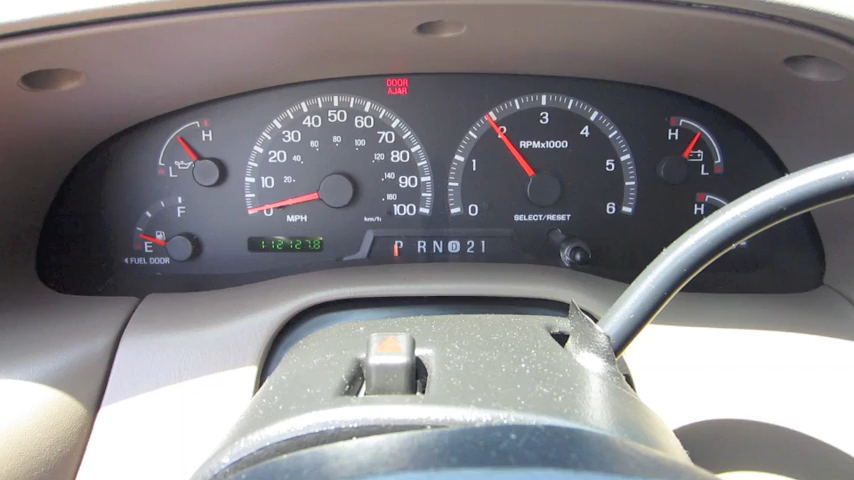 DOOR
AJAR
H
L
F
E
◄ FUEL DOOR
0 10 20 30 40 50 60 70 80 90 100
20 40 60 80 100 120 140 160
MPH
km/h
112127.8
0 1 2 3 4 5 6
RPMx1000
SELECT/RESET
P R N D 2 1
H
L
H